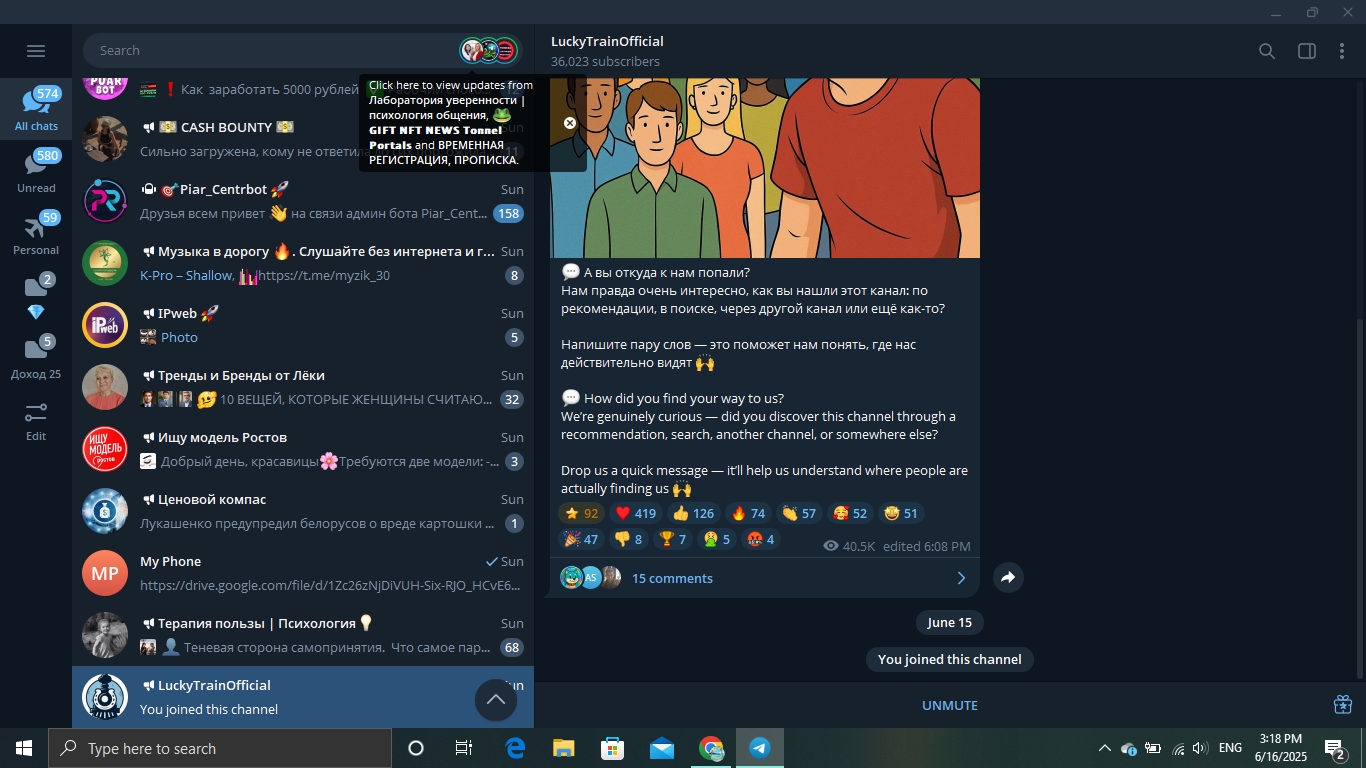 Search
LuckyTrainOfficial
36,023 subscribers
Click here to view updates from
Лаборатория уверенности |
психология общения, 🐸
GIFT NFT NEWS Tonnel
Portals and ВРЕМЕННАЯ
РЕГИСТРАЦИЯ, ПРОПИСКА.
574
All chats
580
Unread
59
Personal
2
💎
5
Доход 25
Edit
PUAR
BOT
❗ Как заработать 5000 рублей
💵 CASH BOUNTY 💵
Сильно загружена, кому не ответила
11
🎯Piar_Centrbot 🚀
Sun
Друзья всем привет 👋 на связи админ бота Piar_Cent...
158
Музыка в дорогу 🔥. Слушайте без интернета и г...
Sun
K-Pro – Shallow, https://t.me/myzik_30
8
IPweb
IPweb 🚀
Sun
Photo
5
Тренды и Бренды от Лёки
Sun
10 ВЕЩЕЙ, КОТОРЫЕ ЖЕНЩИНЫ СЧИТАЮ...
32
ИЩУ
МОДЕЛЬ
Ростов
Ищу модель Ростов
Sun
Добрый день, красавицы🌸Требуются две модели: -...
3
Ценовой компас
Sun
Лукашенко предупредил белорусов о вреде картошки ...
1
MP
My Phone
Sun
https://drive.google.com/file/d/1Zc26zNjDiVUH-Six-RJO_HCvE6...
Терапия пользы | Психология 💡
Sun
👤 Теневая сторона самопринятия. Что самое пар...
68
LuckyTrainOfficial
You joined this channel
💬 А вы откуда к нам попали?
Нам правда очень интересно, как вы нашли этот канал: по
рекомендации, в поиске, через другой канал или ещё как-то?
Напишите пару слов — это поможет нам понять, где нас
действительно видят 🙌
💬 How did you find your way to us?
We're genuinely curious — did you discover this channel through a
recommendation, search, another channel, or somewhere else?
Drop us a quick message — it'll help us understand where people are
actually finding us 🙌
⭐ 92 ❤️ 419 👍 126 🔥 74 👏 57 🥰 52 🤩 51
🎉 47 👎 8 🏆 7 🤮 5 🤬 4
40.5K edited 6:08 PM
AS
15 comments
June 15
You joined this channel
UNMUTE
Type here to search
ENG
3:18 PM
6/16/2025
2